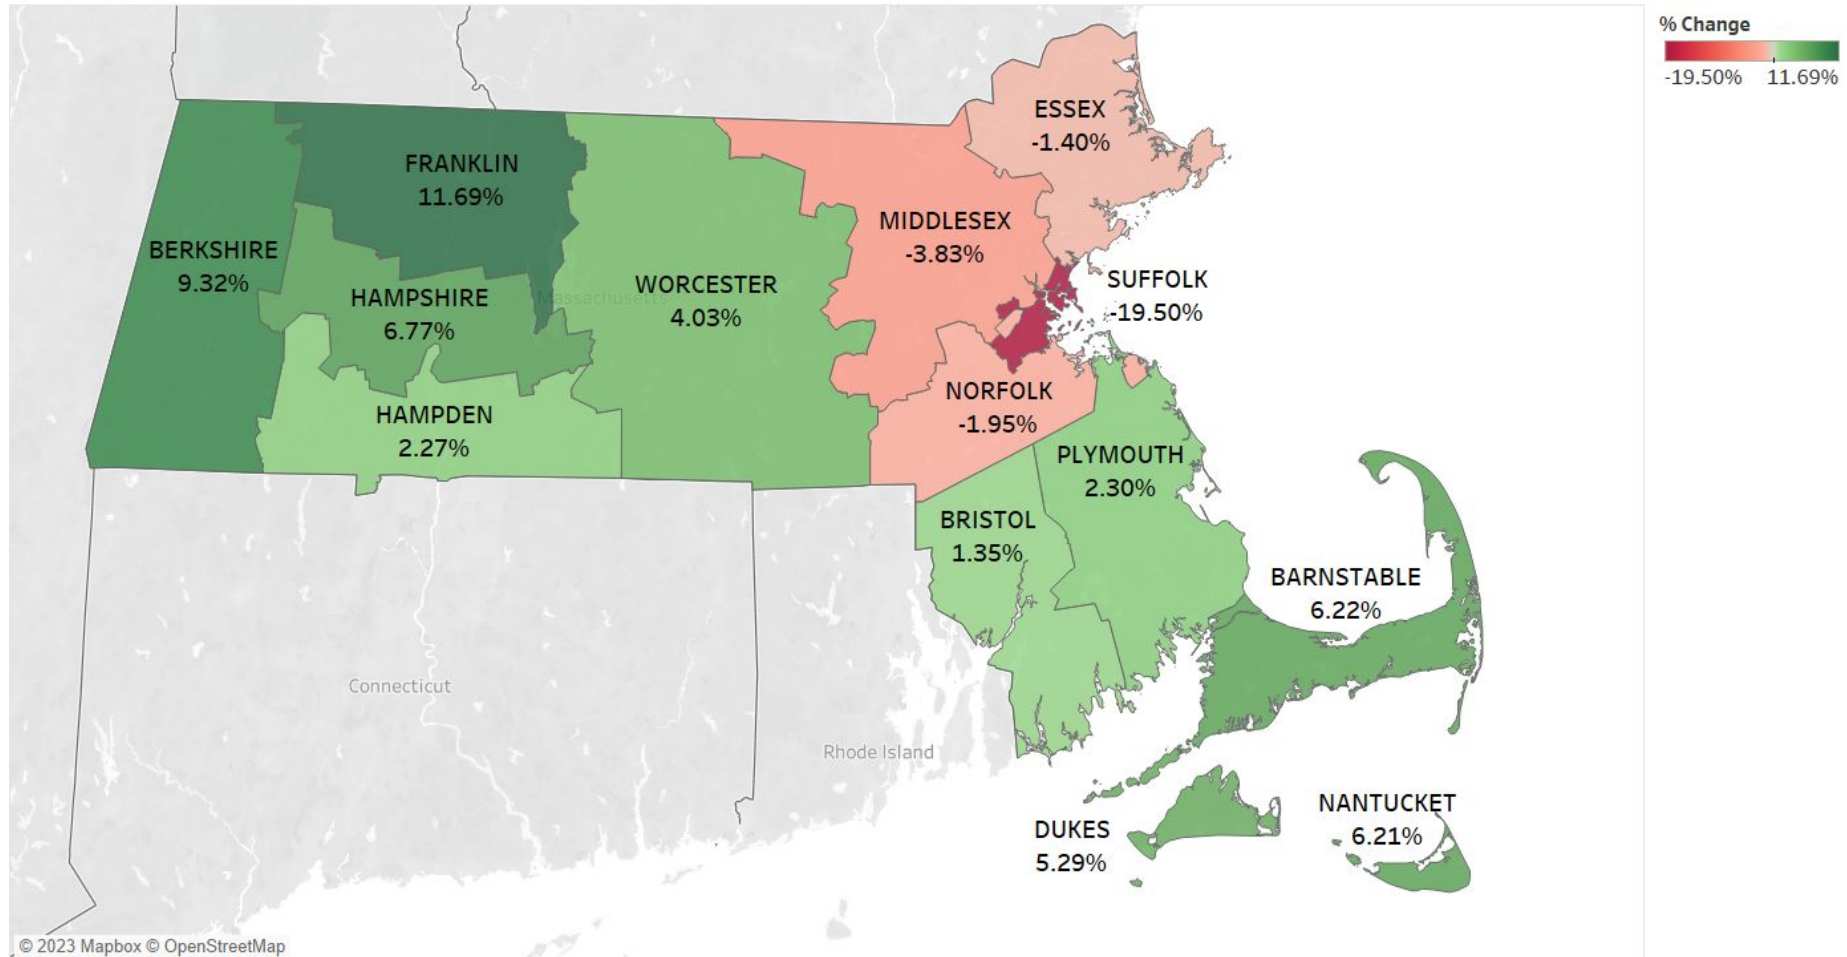 % Change
-19.50% 11.69%
ESSEX
-1.40%
FRANKLIN
11.69%
MIDDLESEX
-3.83%
BERKSHIRE
9.32%
WORCESTER
4.03%
HAMPSHIRE
6.77%
Massachusetts
SUFFOLK
-19.50%
NORFOLK
-1.95%
HAMPDEN
2.27%
PLYMOUTH
2.30%
BRISTOL
1.35%
BARNSTABLE
6.22%
Connecticut
Rhode Island
NANTUCKET
6.21%
DUKES
5.29%
© 2023 Mapbox © OpenStreetMap